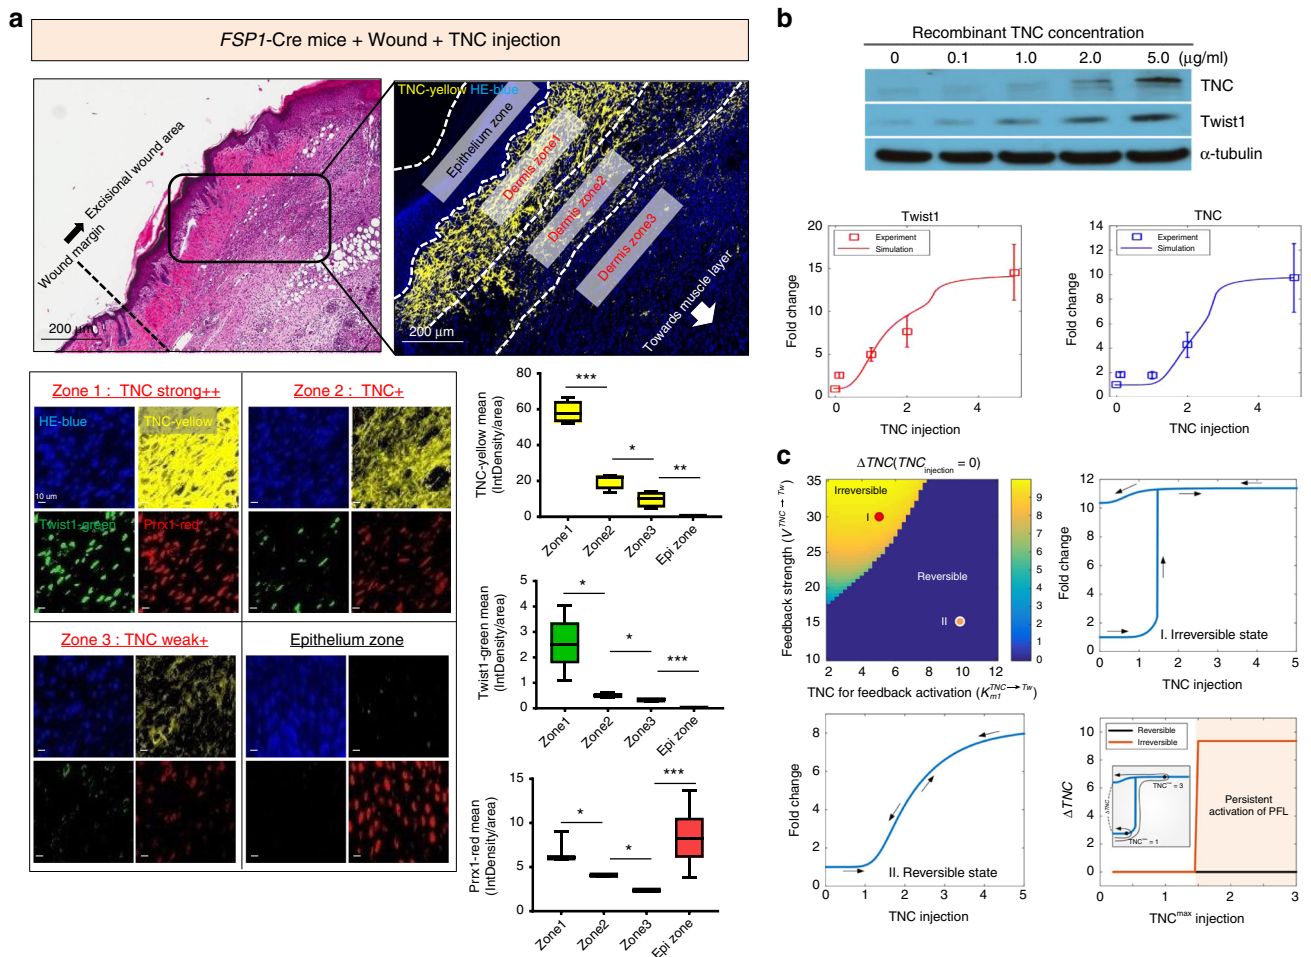 a
FSP1-Cre mice + Wound + TNC injection
Excisional wound area
Wound margin
200 μm
TNC-yellow HE-blue
Epithelium zone
Dermis zone1
Dermis zone2
Dermis zone3
Towards muscle layer
200 μm
Zone 1 : TNC strong++
HE-blue
TNC-yellow
10 um
Twist1-green
Prrx1-red
Zone 2 : TNC+
Zone 3 : TNC weak+
Epithelium zone
TNC-yellow mean
(IntDensity/area)
80
60
40
20
0
***
*
**
Zone1
Zone2
Zone3
Epi zone
Twist1-green mean
(IntDensity/area)
5
4
3
2
1
0
*
*
***
Zone1
Zone2
Zone3
Epi zone
Prrx1-red mean
(IntDensity/area)
15
10
5
0
*
*
***
Zone1
Zone2
Zone3
Epi zone
b
Recombinant TNC concentration
0 0.1 1.0 2.0 5.0 (μg/ml)
TNC
Twist1
α-tubulin
Twist1
Experiment
Simulation
Fold change
20
15
10
5
0
0 2 4
TNC injection
TNC
Experiment
Simulation
Fold change
14
12
10
8
6
4
2
0
0 2 4
TNC injection
c
ΔTNC(TNCinjection = 0)
Feedback strength (V^TNC→Tw)
35
30
25
20
15
10
Irreversible
I
Reversible
II
2 4 6 8 10 12
TNC for feedback activation (Km1^TNC→Tw)
9
8
7
6
5
4
3
2
1
0
Fold change
12
10
8
6
4
2
0
I. Irreversible state
0 1 2 3 4 5
TNC injection
Fold change
8
6
4
2
0
II. Reversible state
0 1 2 3 4 5
TNC injection
ΔTNC
10
8
6
4
2
0
Reversible
Irreversible
ΔTNC
= 3
= 1
Persistent
activation of PFL
0 1 2 3
TNC^max injection